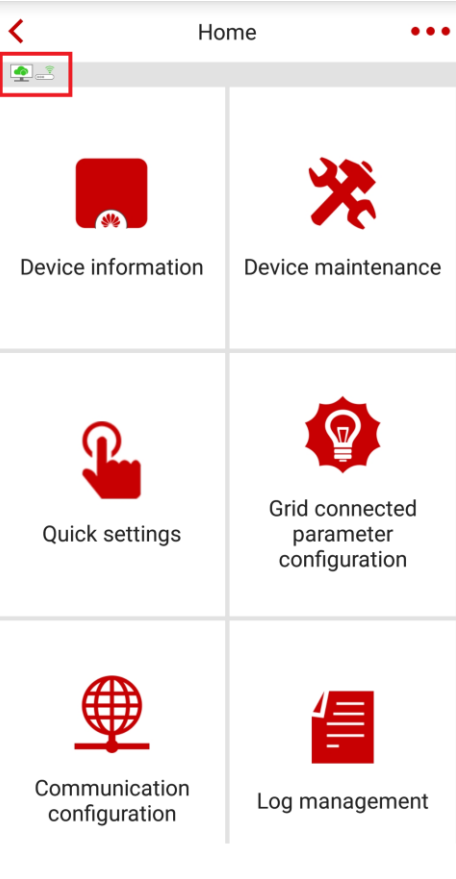 Home
Device information
Device maintenance
Quick settings
Grid connected
parameter
configuration
Communication
configuration
Log management